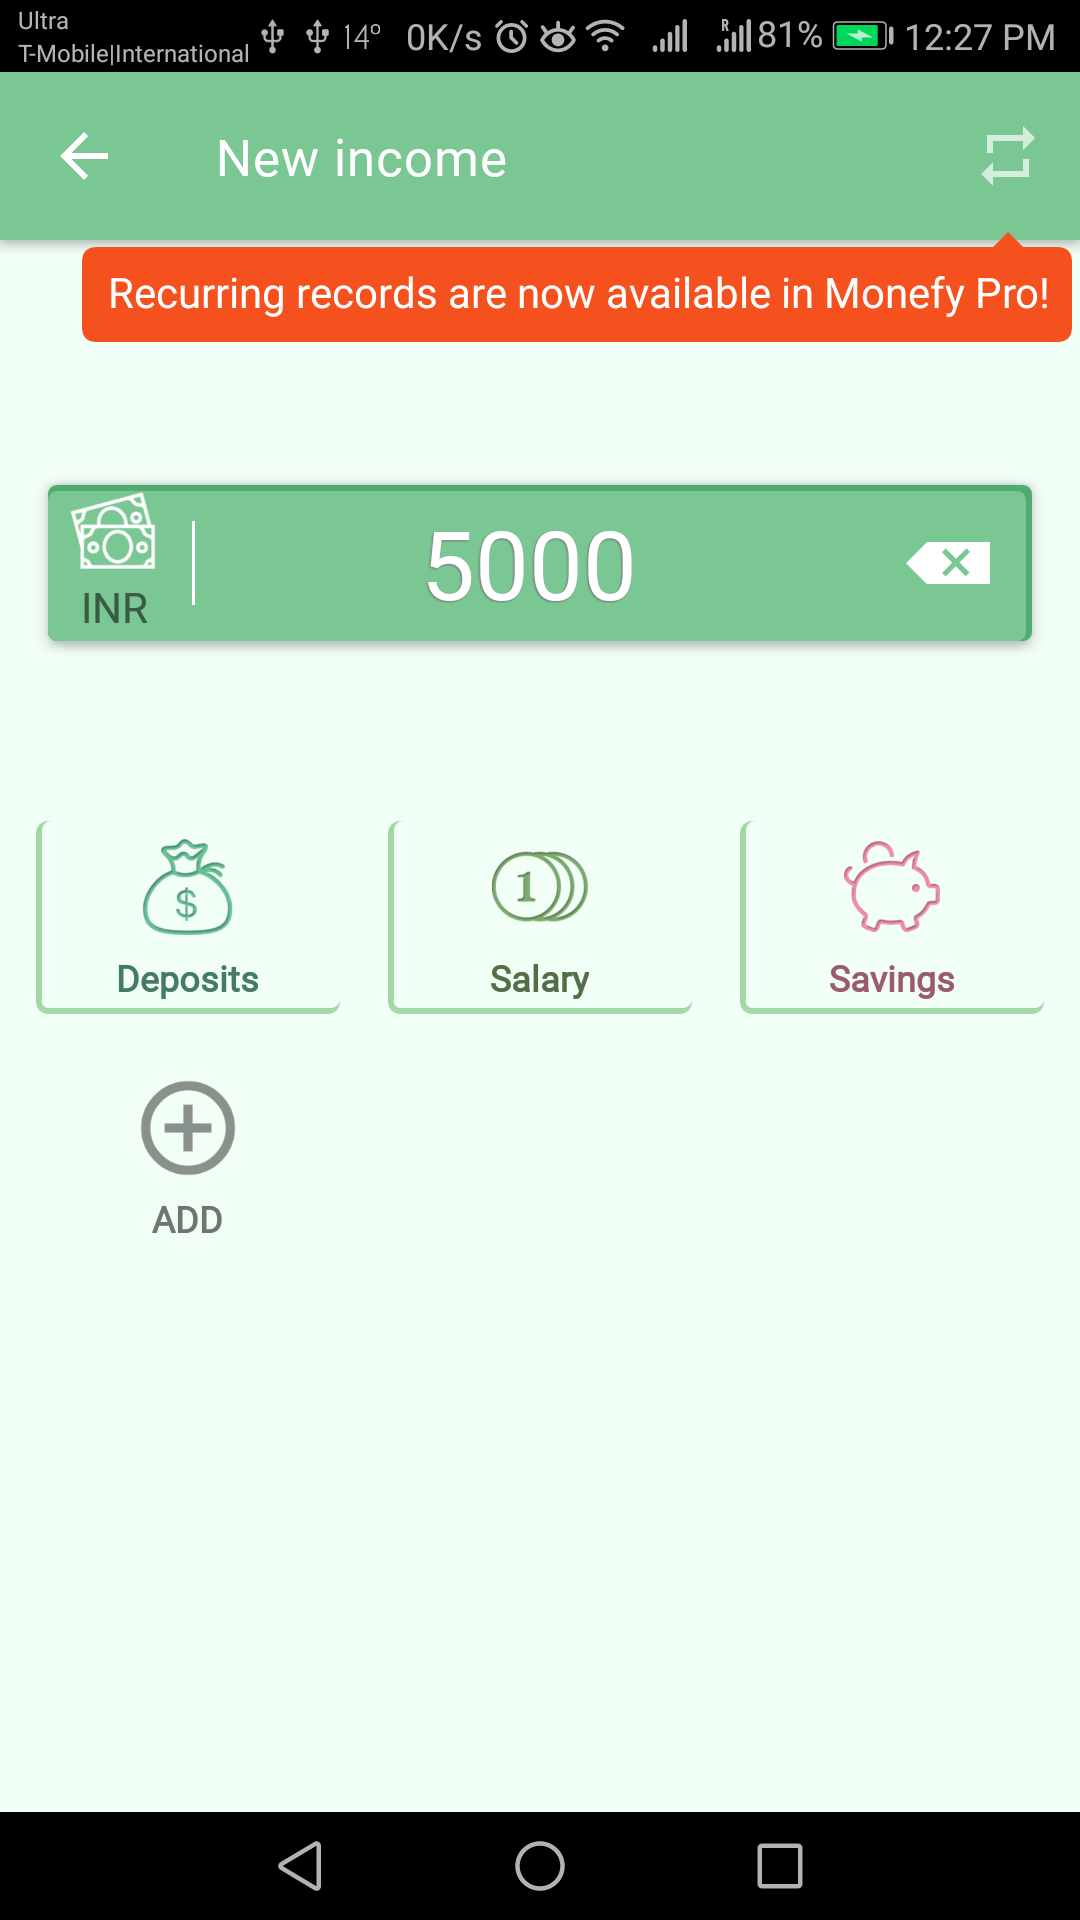 Ultra
T-Mobile|International
14° 0K/s R 81% 12:27 PM
New income
Recurring records are now available in Monefy Pro!
5000
INR
$ 1
Deposits Salary Savings
ADD